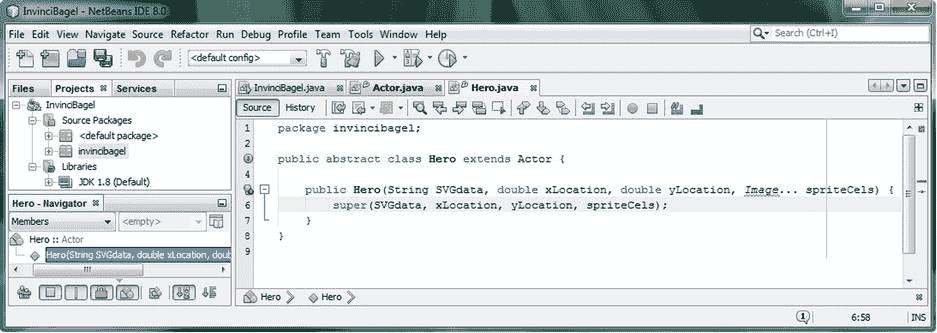 InvinciBagel - NetBeans IDE 8.0
File Edit View Navigate Source Refactor Run Debug Profile Team Tools Window Help
Search (Ctrl+I)
<default config>
Files Projects Services
InvinciBagel.java Actor.java Hero.java
InvinciBagel
Source Packages
<default package>
invincibagel
Libraries
JDK 1.8 (Default)
Source History
1 package invincibagel;
2
public abstract class Hero extends Actor {
4
public Hero(String SVGdata, double xLocation, double yLocation, Image... spriteCels) {
6 super(SVGdata, xLocation, yLocation, spriteCels);
7 }
8 }
9
Hero - Navigator
Members <empty>
Hero :: Actor
Hero(String SVGdata, double xLocation, doub
Hero Hero
1 6:58 INS